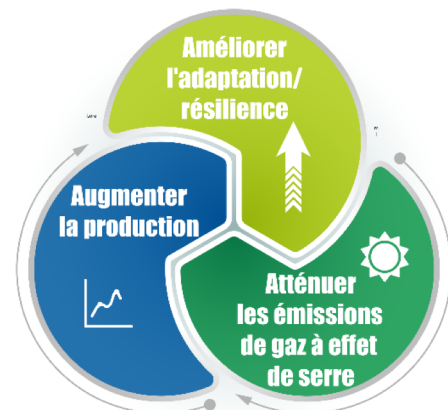 Améliorer
l'adaptation/
résilience
Augmenter
la production
Atténuer
les émissions
de gaz à effet
de serre